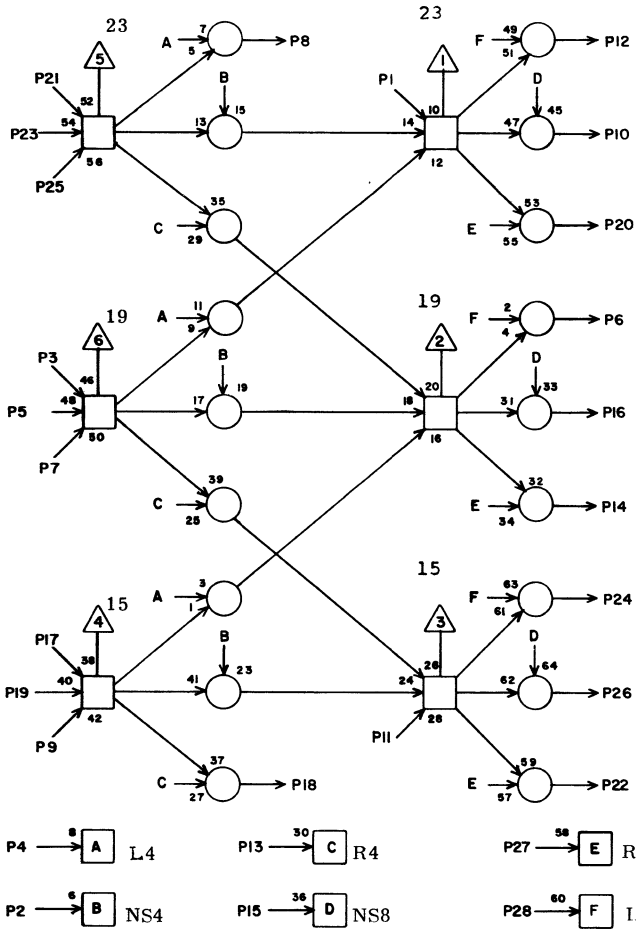 23 23
5 A 7 P8 1 F 49 P12
5 51
P21 B P1 D
52 10
P23 54 13 15 14 47 45 P10
56 12
P25
35 53
C 29 E 55 P20
19 A 11 19 F 2 P6
6 9 2 4
P3 B D
46 20
P5 48 17 19 18 31 33 P16
50 16
P7
39 32
C 25 E 34 P14
15 A 3 15 F 63 P24
4 1 3 61
P17 B D
38 26
P19 40 41 23 24 62 64 P26
42 28
P9 P11
37 59
C 27 P18 E 57 P22
P4 8 A L4 P13 30 C R4 P27 58 E R
P2 6 B NS4 P15 36 D NS8 P28 60 F